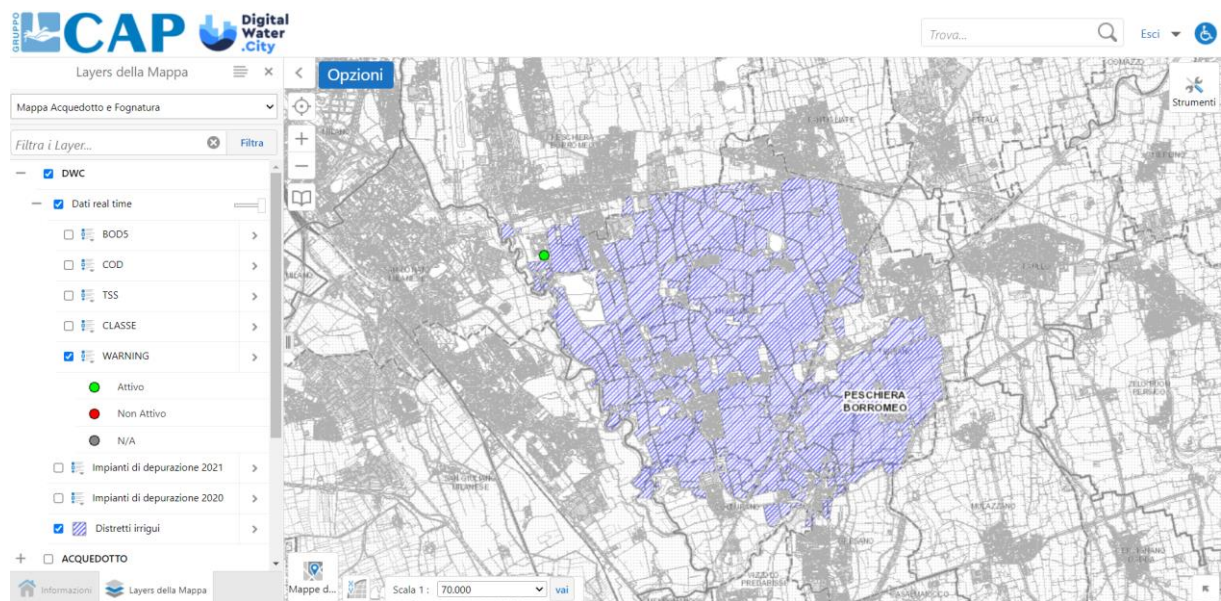 GRUPPO
CAP
Digital
Water
.City
Trova...
Esci
Layers della Mappa
Opzioni
Strumenti
Mappa Acquedotto e Fognatura
Filtra i Layer...
Filtra
DWC
Dati real time
BOD5
COD
TSS
CLASSE
WARNING
Attivo
Non Attivo
N/A
Impianti di depurazione 2021
Impianti di depurazione 2020
Distretti irrigui
ACQUEDOTTO
Informazioni
Layers della Mappa
PESCHIERA
BORROMEO
PESCHIERA
BORROMEO
Mappe d...
Scala 1 :
70.000
vai